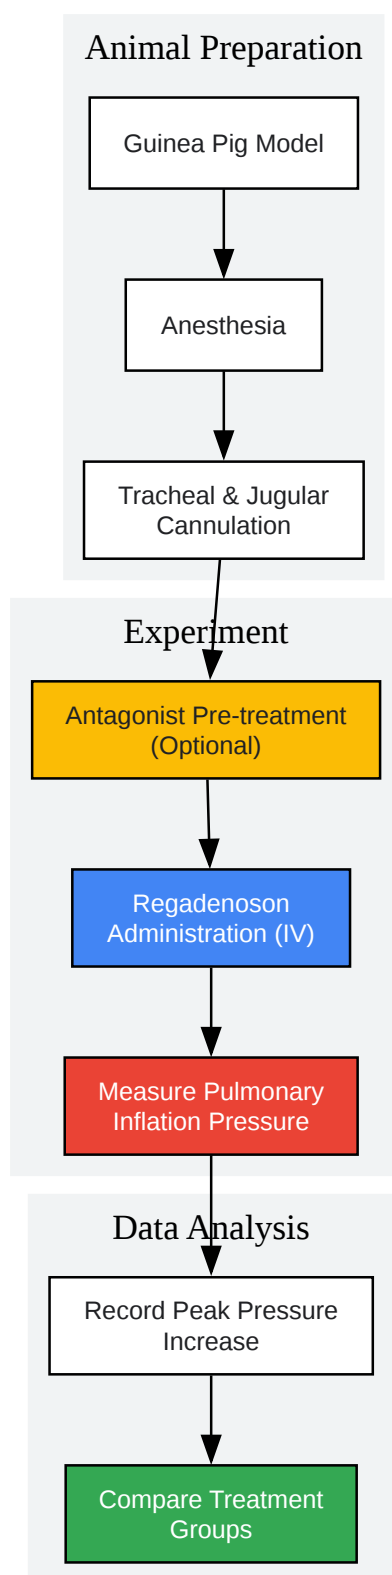 Animal Preparation
Guinea Pig Model
Anesthesia
Tracheal & Jugular
Cannulation
Experiment
Antagonist Pre-treatment
(Optional)
Regadenoson
Administration (IV)
Measure Pulmonary
Inflation Pressure
Data Analysis
Record Peak Pressure
Increase
Compare Treatment
Groups